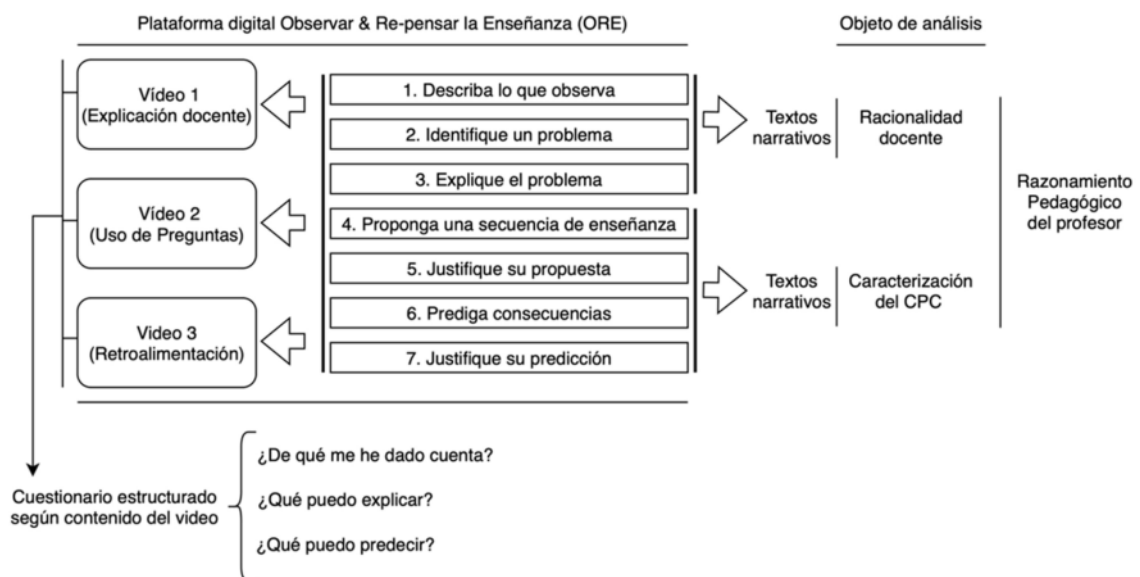 Plataforma digital Observar & Re-pensar la Enseñanza (ORE)
Objeto de análisis
Vídeo 1
(Explicación docente)
Vídeo 2
(Uso de Preguntas)
Video 3
(Retroalimentación)
1. Describa lo que observa
2. Identifique un problema
3. Explique el problema
4. Proponga una secuencia de enseñanza
5. Justifique su propuesta
6. Prediga consecuencias
7. Justifique su predicción
Textos
narrativos
Racionalidad
docente
Textos
narrativos
Caracterización
del CPC
Razonamiento
Pedagógico
del profesor
Cuestionario estructurado
según contenido del video
¿De qué me he dado cuenta?
¿Qué puedo explicar?
¿Qué puedo predecir?